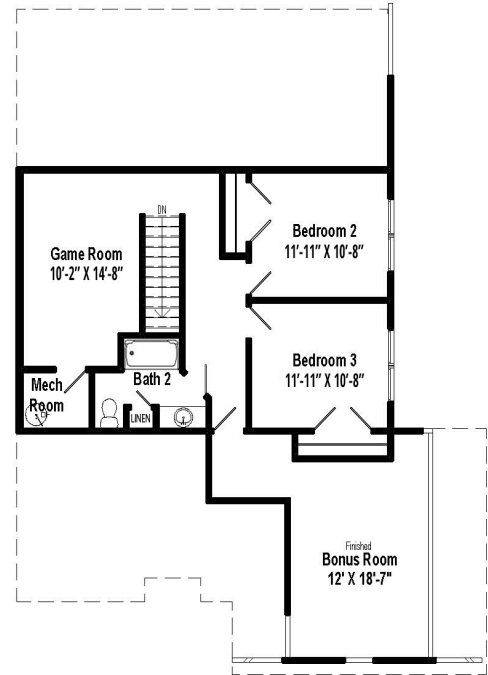 DN
Bedroom 2
11'-11" X 10'-8"
Game Room
10'-2" X 14'-8"
Bedroom 3
11'-11" X 10'-8"
Mech
Room
Bath 2
LINEN
Finished
Bonus Room
12' X 18'-7"